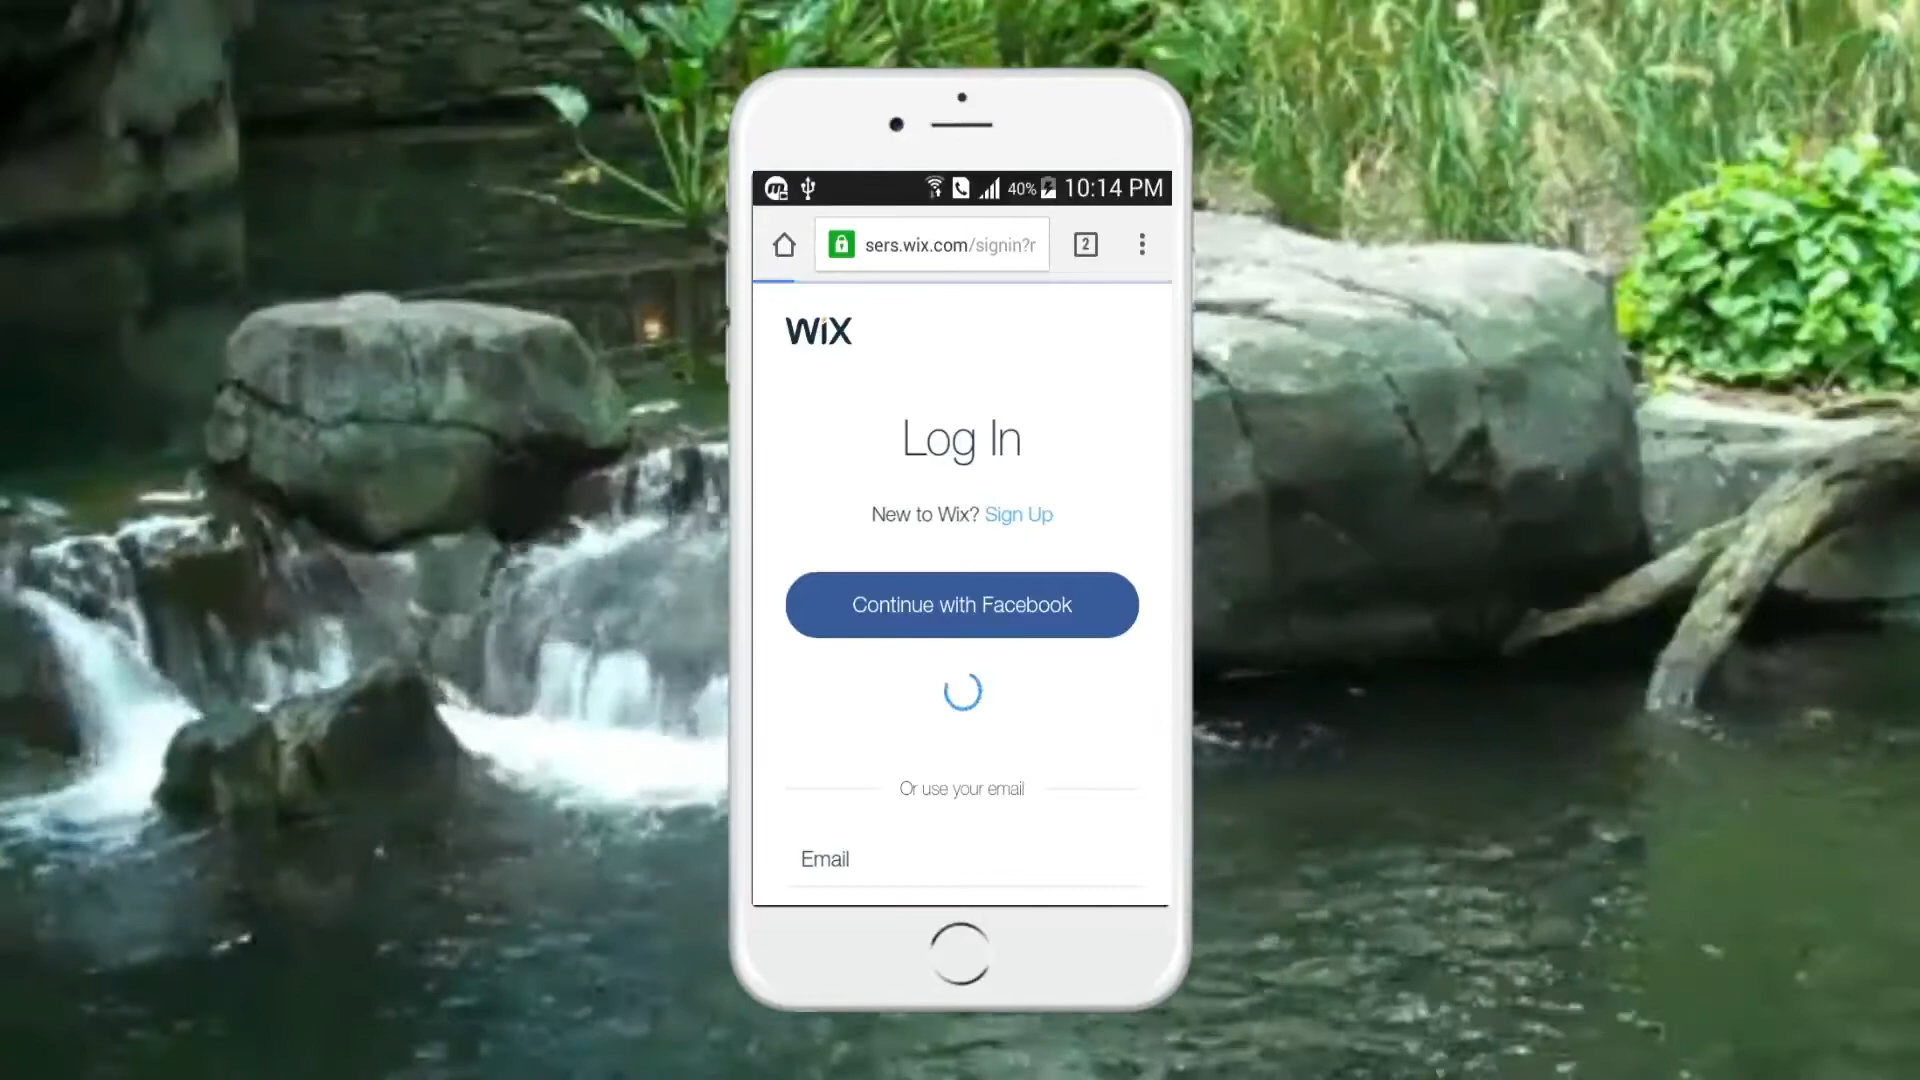 40% 10:14 PM
sers.wix.com/signin?r 2
WiX
Log In
New to Wix? Sign Up
Continue with Facebook
Or use your email
Email